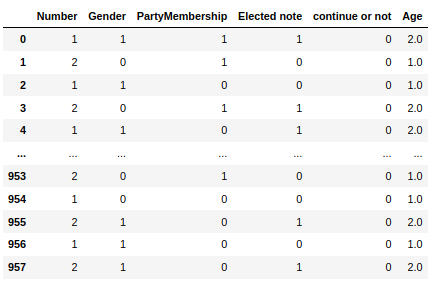 Number Gender PartyMembership Elected note continue or not Age
0 1 1 1 1 0 2.0
1 2 0 1 0 0 1.0
2 1 1 0 0 0 1.0
3 2 0 1 1 0 2.0
4 1 1 0 1 0 2.0
... ... ... ... ... ... ...
953 2 0 1 0 0 1.0
954 1 0 0 0 0 1.0
955 2 1 0 1 0 2.0
956 1 1 0 0 0 1.0
957 2 1 0 1 0 2.0